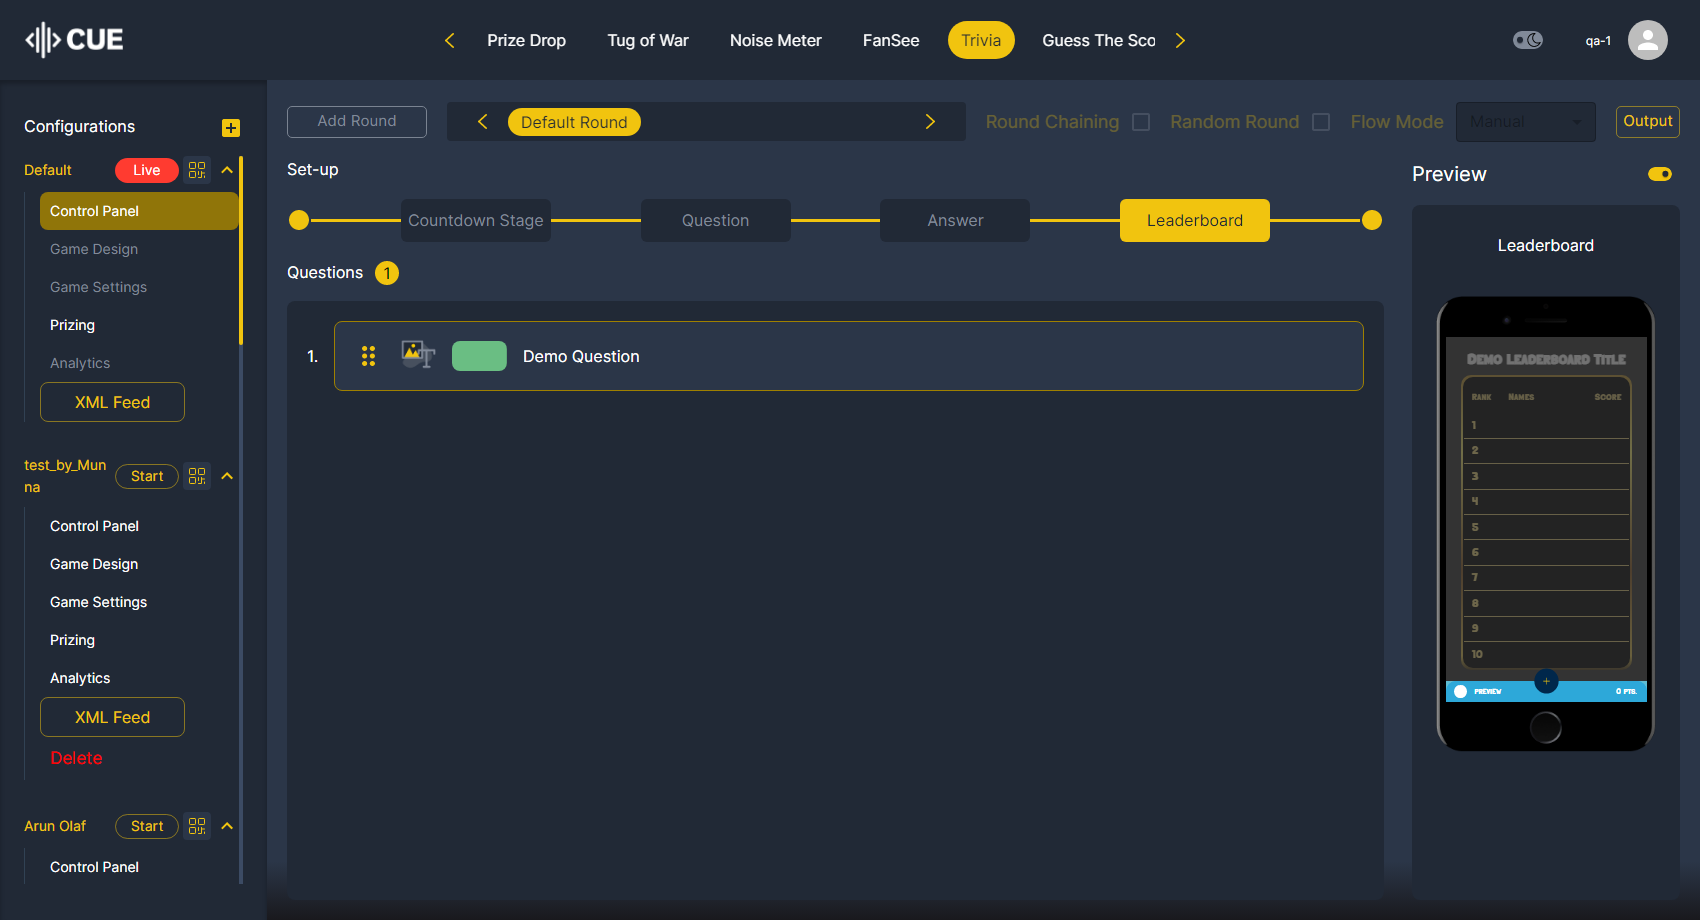 CUE
Prize Drop
Tug of War
Noise Meter
FanSee
Trivia
Guess The Sco
qa-1
Configurations
Default
Live
Control Panel
Game Design
Game Settings
Prizing
Analytics
XML Feed
test_by_Mun
na
Start
Control Panel
Game Design
Game Settings
Prizing
Analytics
XML Feed
Delete
Arun Olaf
Start
Control Panel
Add Round
Default Round
Round Chaining
Random Round
Flow Mode
Manual
Output
Set-up
Countdown Stage
Question
Answer
Leaderboard
Questions 1
1.
Demo Question
Preview
Leaderboard
Demo Leaderboard Title
Rank Names Score
1
2
3
4
5
6
7
8
9
10
PREVIEW
0 PTS.